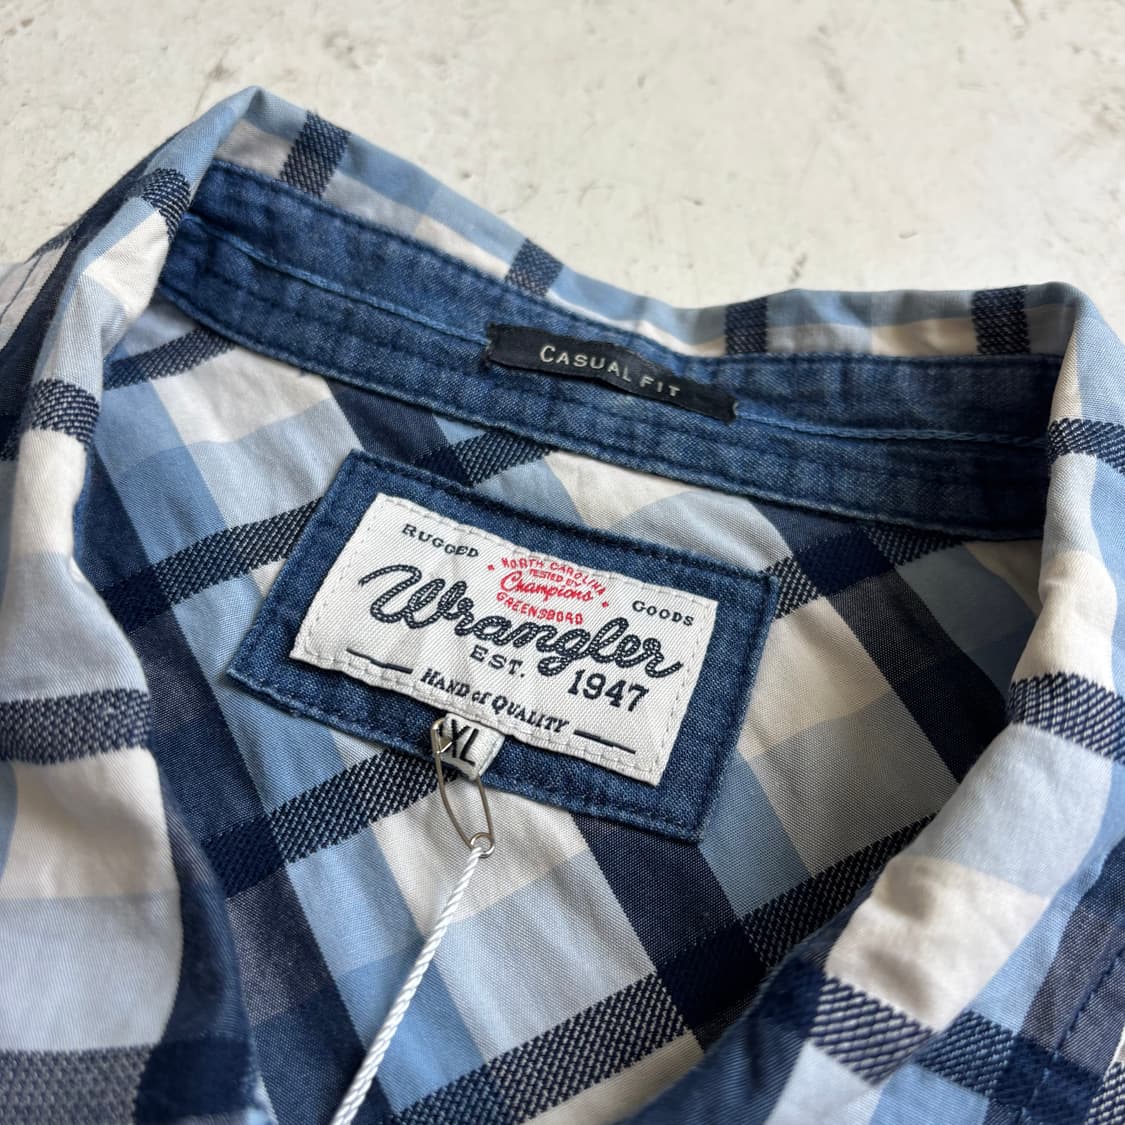 CASUAL FIT
RUGGED GOODS
NORTH CAROLINA
TESTED BY
Champions
GREENSBORO
Wrangler
EST. 1947
HAND of QUALITY
XL